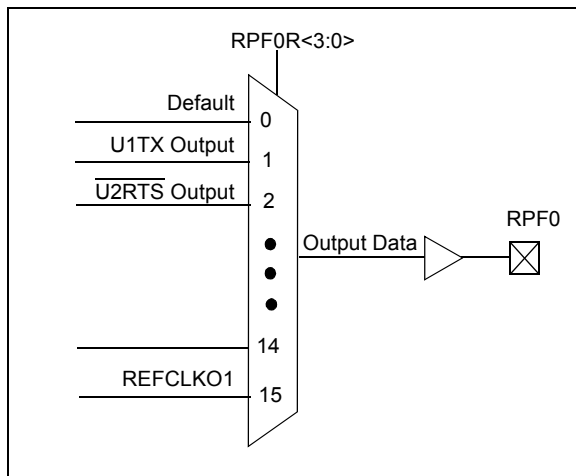 RPF0R<3:0>
Default
0
U1TX Output
1
U2RTS Output
2
RPF0
Output Data
14
REFCLKO1
15